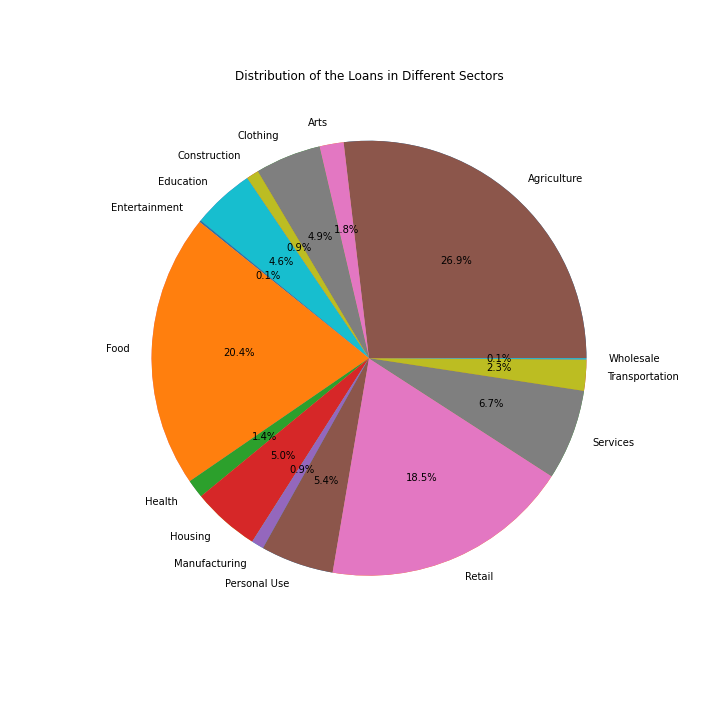 Distribution of the Loans in Different Sectors
Arts
Clothing
Construction
Education
Entertainment
Food
Health
Housing
Manufacturing
Personal Use
Retail
Services
Transportation
Wholesale
Agriculture
1.8%
4.9%
0.9%
4.6%
0.1%
20.4%
1.4%
5.0%
0.9%
5.4%
18.5%
6.7%
2.3%
0.1%
26.9%